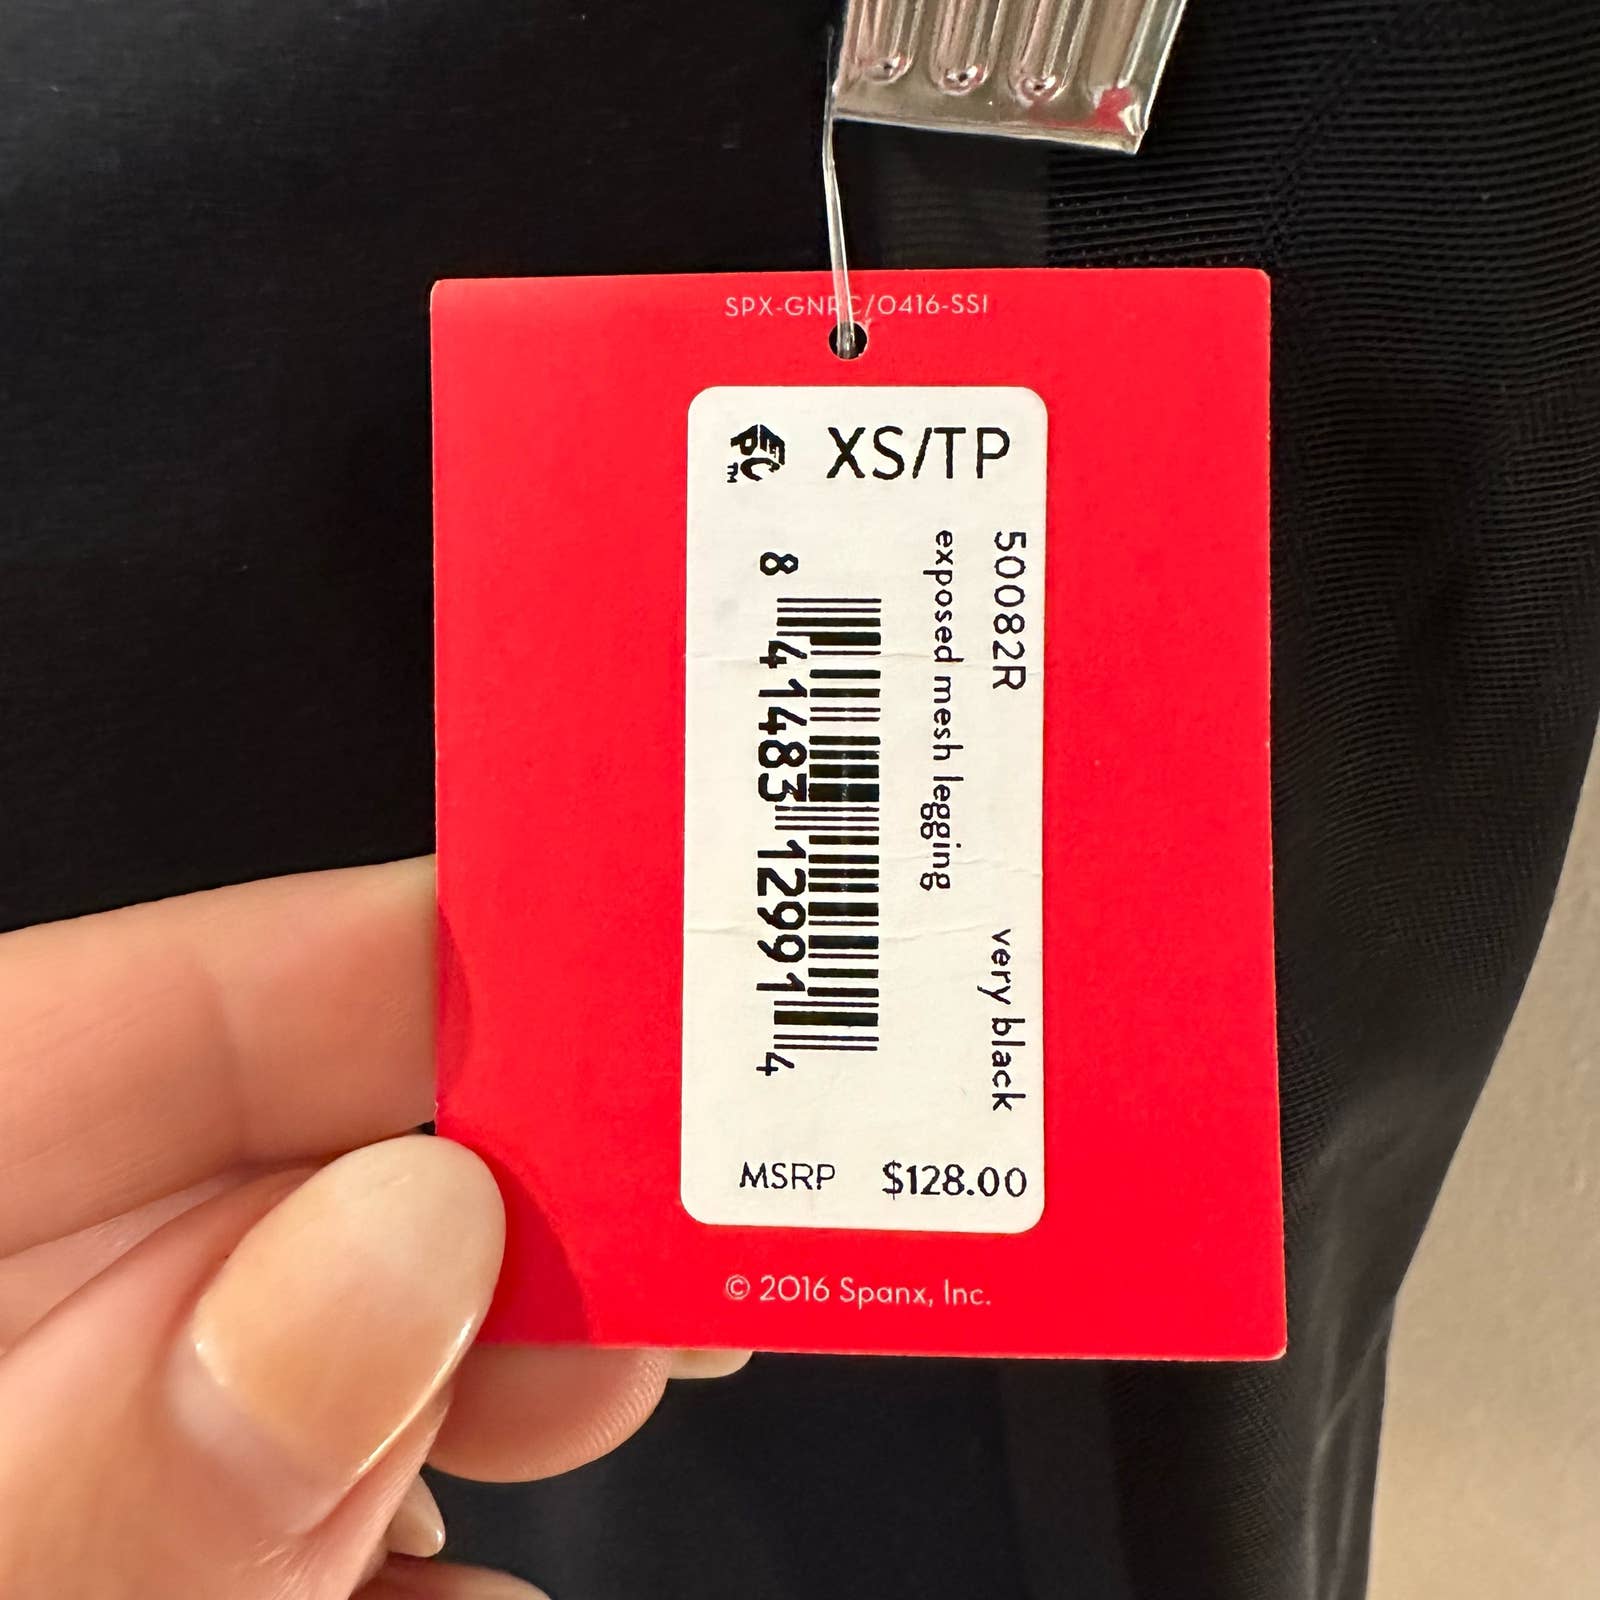 SPX-GNRC/0416-SSI
XS/TP
50082R very black
exposed mesh legging
8 41483 12991 4
MSRP $128.00
© 2016 Spanx, Inc.